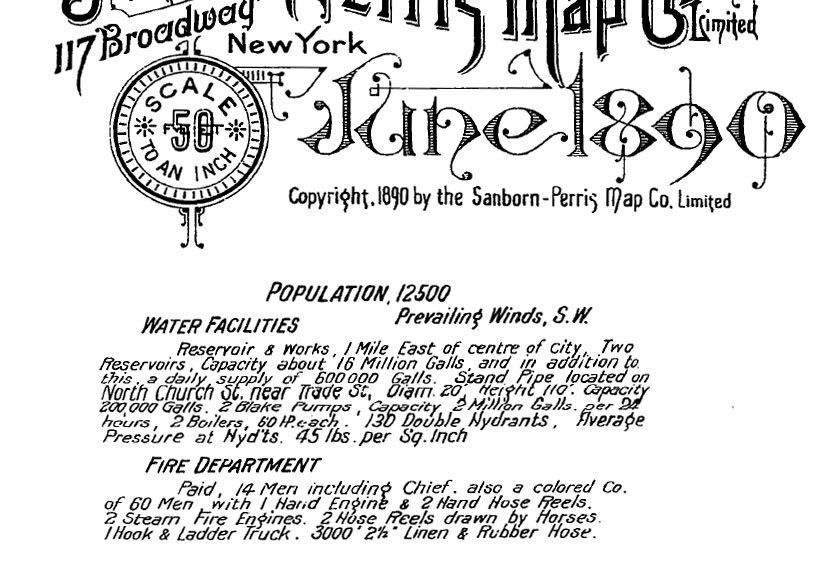 Perris Map Co. Limited
117 Broadway
New York
SCALE
50
FEET
TO AN INCH
June 1890
Copyright, 1890 by the Sanborn-Perris Map Co. Limited
POPULATION, 12500
Prevailing Winds, S.W.
WATER FACILITIES
Reservoir & Works, 1 Mile East of centre of City, Two
Reservoirs, Capacity about 16 Million Galls, and in addition to
this, a daily supply of 600000 Galls. Stand Pipe located on
North Church St. near Trade St, Diam. 20', Height 110'. Capacity
200,000 Galls. 2 Blake Pumps, Capacity 2 Million Galls. per 24
hours, 2 Boilers, 60 HP. each. 130 Double Hydrants, Average
Pressure at Hyd'ts. 45 lbs. per Sq. Inch
FIRE DEPARTMENT
Paid, 14 Men including Chief. also a colored Co.
of 60 Men with 1 Hand Engine & 2 Hand Hose Reels.
2 Steam Fire Engines. 2 Hose Reels drawn by Horses.
1 Hook & Ladder Truck. 3000' 2½" Linen & Rubber Hose.